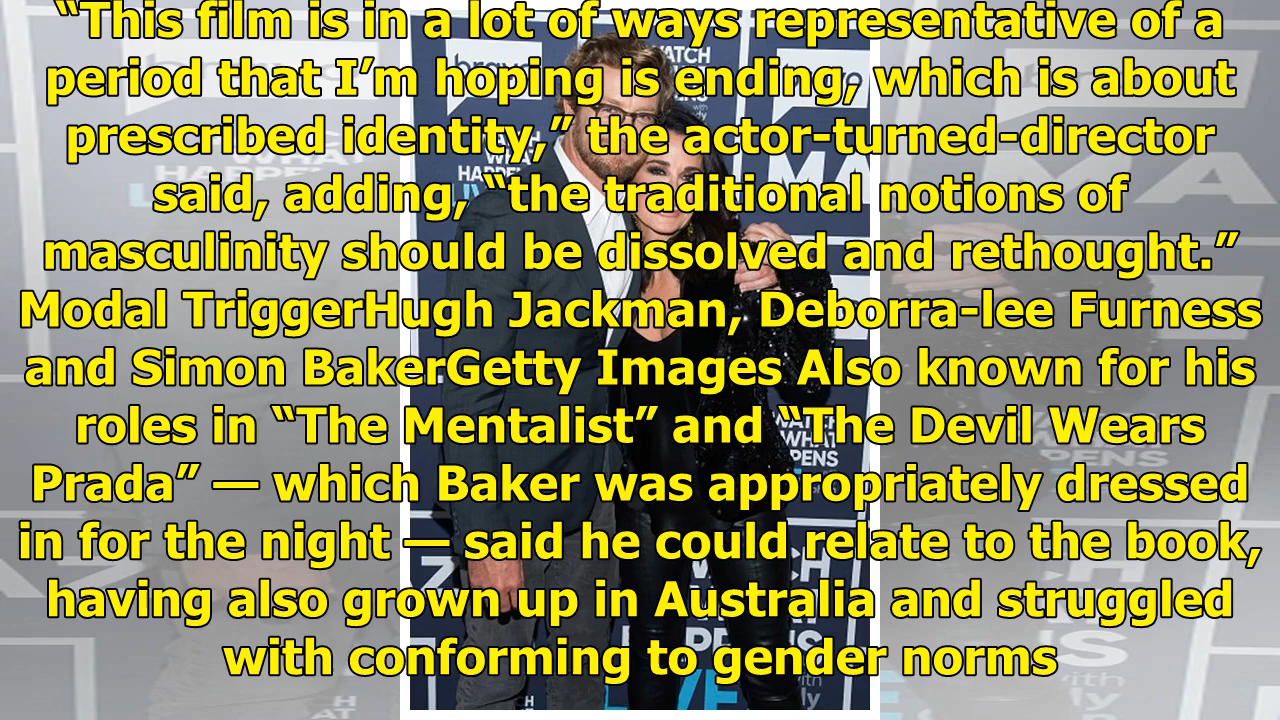 “This film is in a lot of ways representative of a
period that I’m hoping is ending, which is about
prescribed identity,” the actor-turned-director
said, adding, “the traditional notions of
masculinity should be dissolved and rethought.”
Modal TriggerHugh Jackman, Deborra-lee Furness
and Simon BakerGetty Images Also known for his
roles in “The Mentalist” and “The Devil Wears
Prada” — which Baker was appropriately dressed
in for the night — said he could relate to the book,
having also grown up in Australia and struggled
with conforming to gender norms